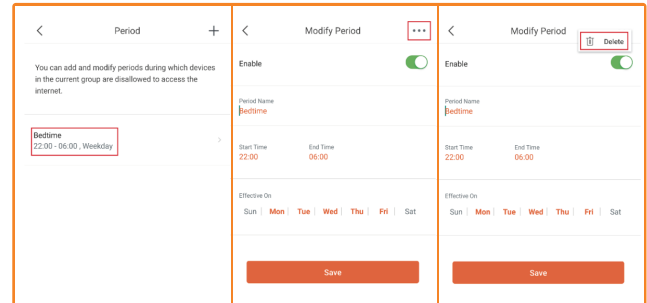 Period
You can add and modify periods during which devices
in the current group are disallowed to access the
internet.
Bedtime
22:00 - 06:00 , Weekday
Modify Period
Enable
Period Name
Bedtime
Start Time End Time
22:00 06:00
Effective On
Sun Mon Tue Wed Thu Fri Sat
Save
Modify Period
Delete
Enable
Period Name
Bedtime
Start Time End Time
22:00 06:00
Effective On
Sun Mon Tue Wed Thu Fri Sat
Save